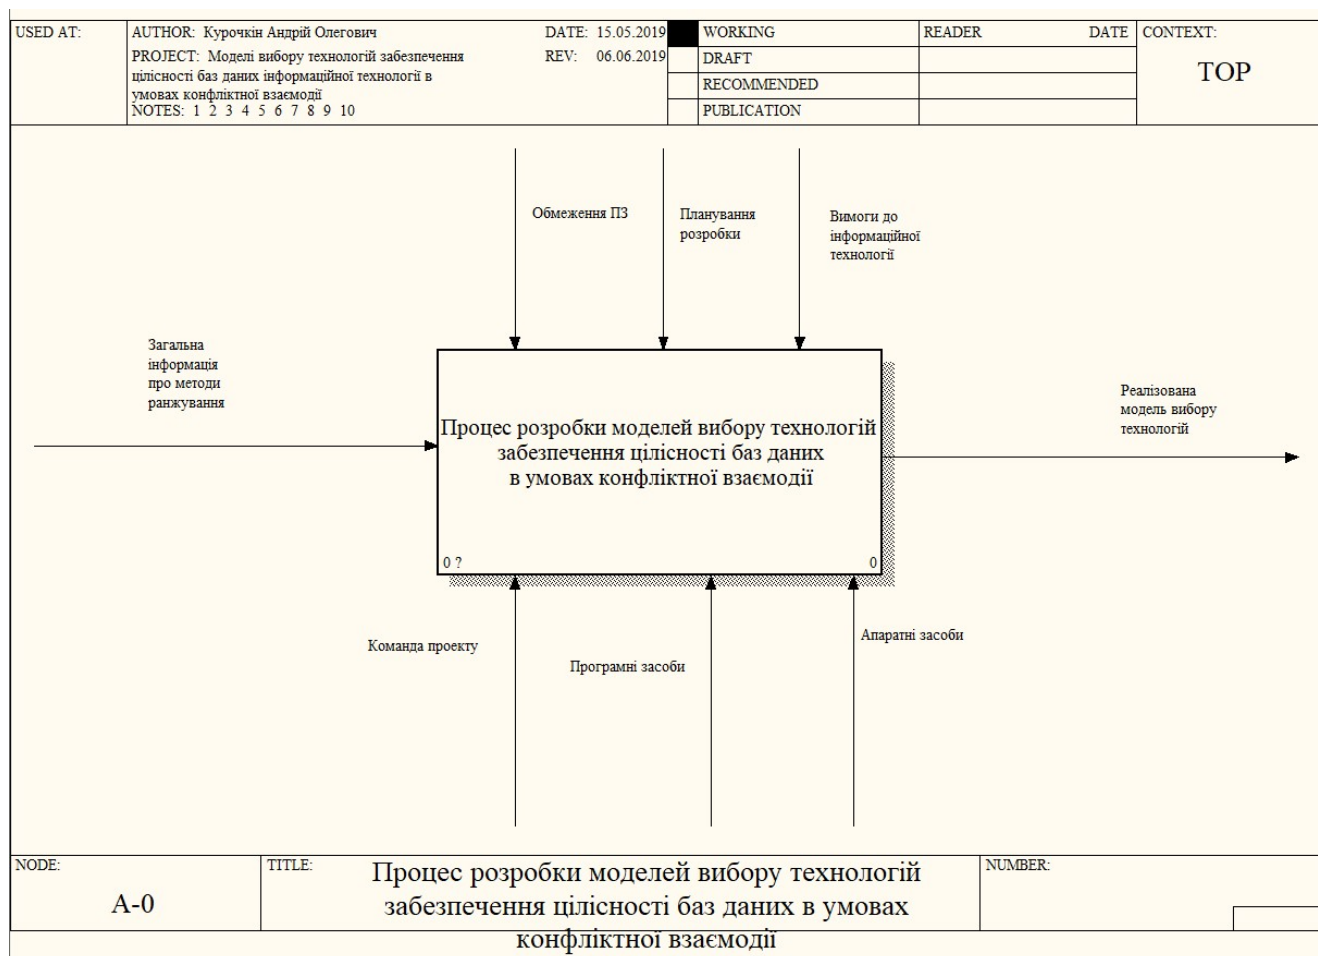 USED AT:
AUTHOR: Курочкін Андрій Олегович
DATE: 15.05.2019
WORKING
READER
DATE
CONTEXT:
PROJECT: Моделі вибору технологій забезпечення
REV: 06.06.2019
DRAFT
цілісності баз даних інформаційної технології в
TOP
RECOMMENDED
умовах конфліктної взаємодії
NOTES: 1 2 3 4 5 6 7 8 9 10
PUBLICATION
Обмеження ПЗ
Планування
розробки
Вимоги до
інформаційної
технології
Загальна
інформація
про методи
ранжування
Процес розробки моделей вибору технологій
забезпечення цілісності баз даних
в умовах конфліктної взаємодії
0 ?
0
Реалізована
модель вибору
технологій
Команда проекту
Програмні засоби
Апаратні засоби
NODE:
A-0
TITLE:
Процес розробки моделей вибору технологій
забезпечення цілісності баз даних в умовах
конфліктної взаємодії
NUMBER: